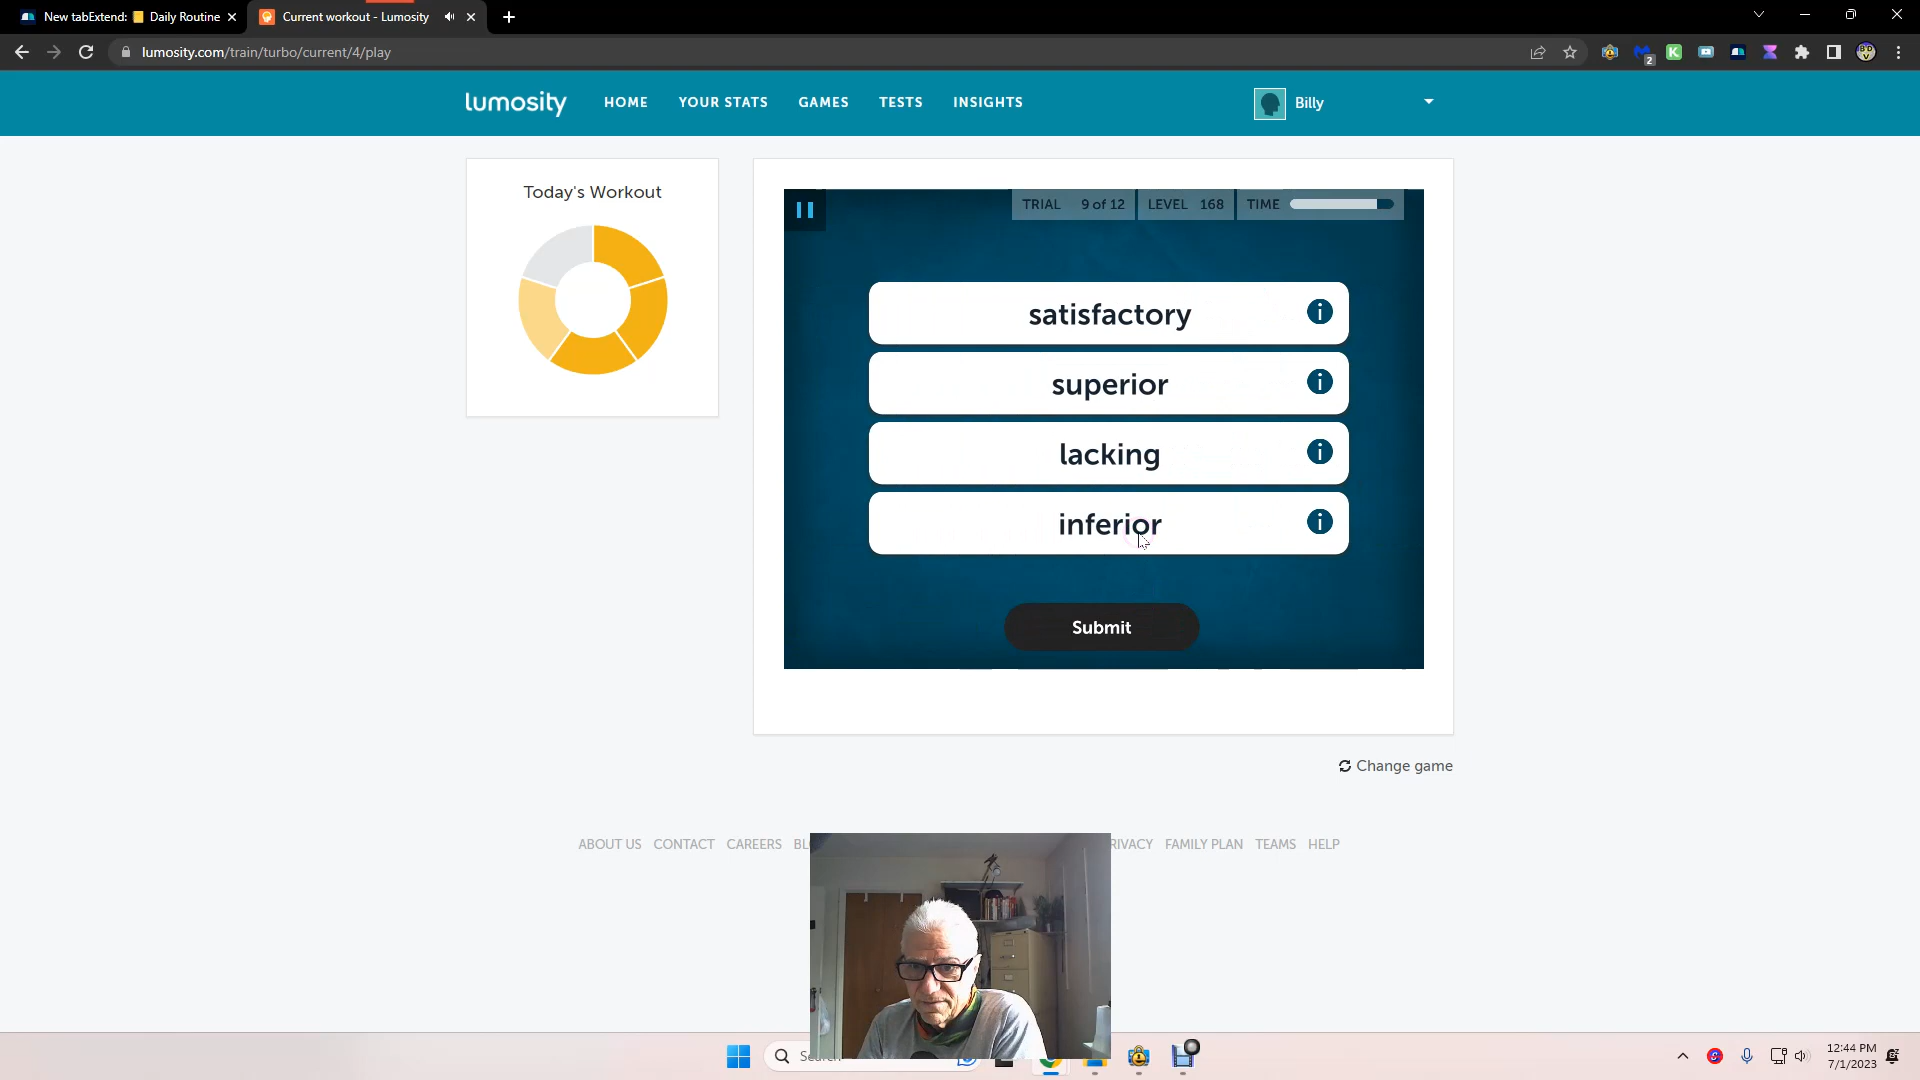 New tabExtend: 📒 Daily Routine
Current workout - Lumosity
lumosity.com/train/turbo/current/4/play
2
lumosity
HOME
YOUR STATS
GAMES
TESTS
INSIGHTS
Billy
Today's Workout
TRIAL 9 of 12
LEVEL 168
TIME
satisfactory
superior
lacking
inferior
Submit
Change game
ABOUT US CONTACT CAREERS
FAMILY PLAN TEAMS HELP
12:44 PM
7/1/2023